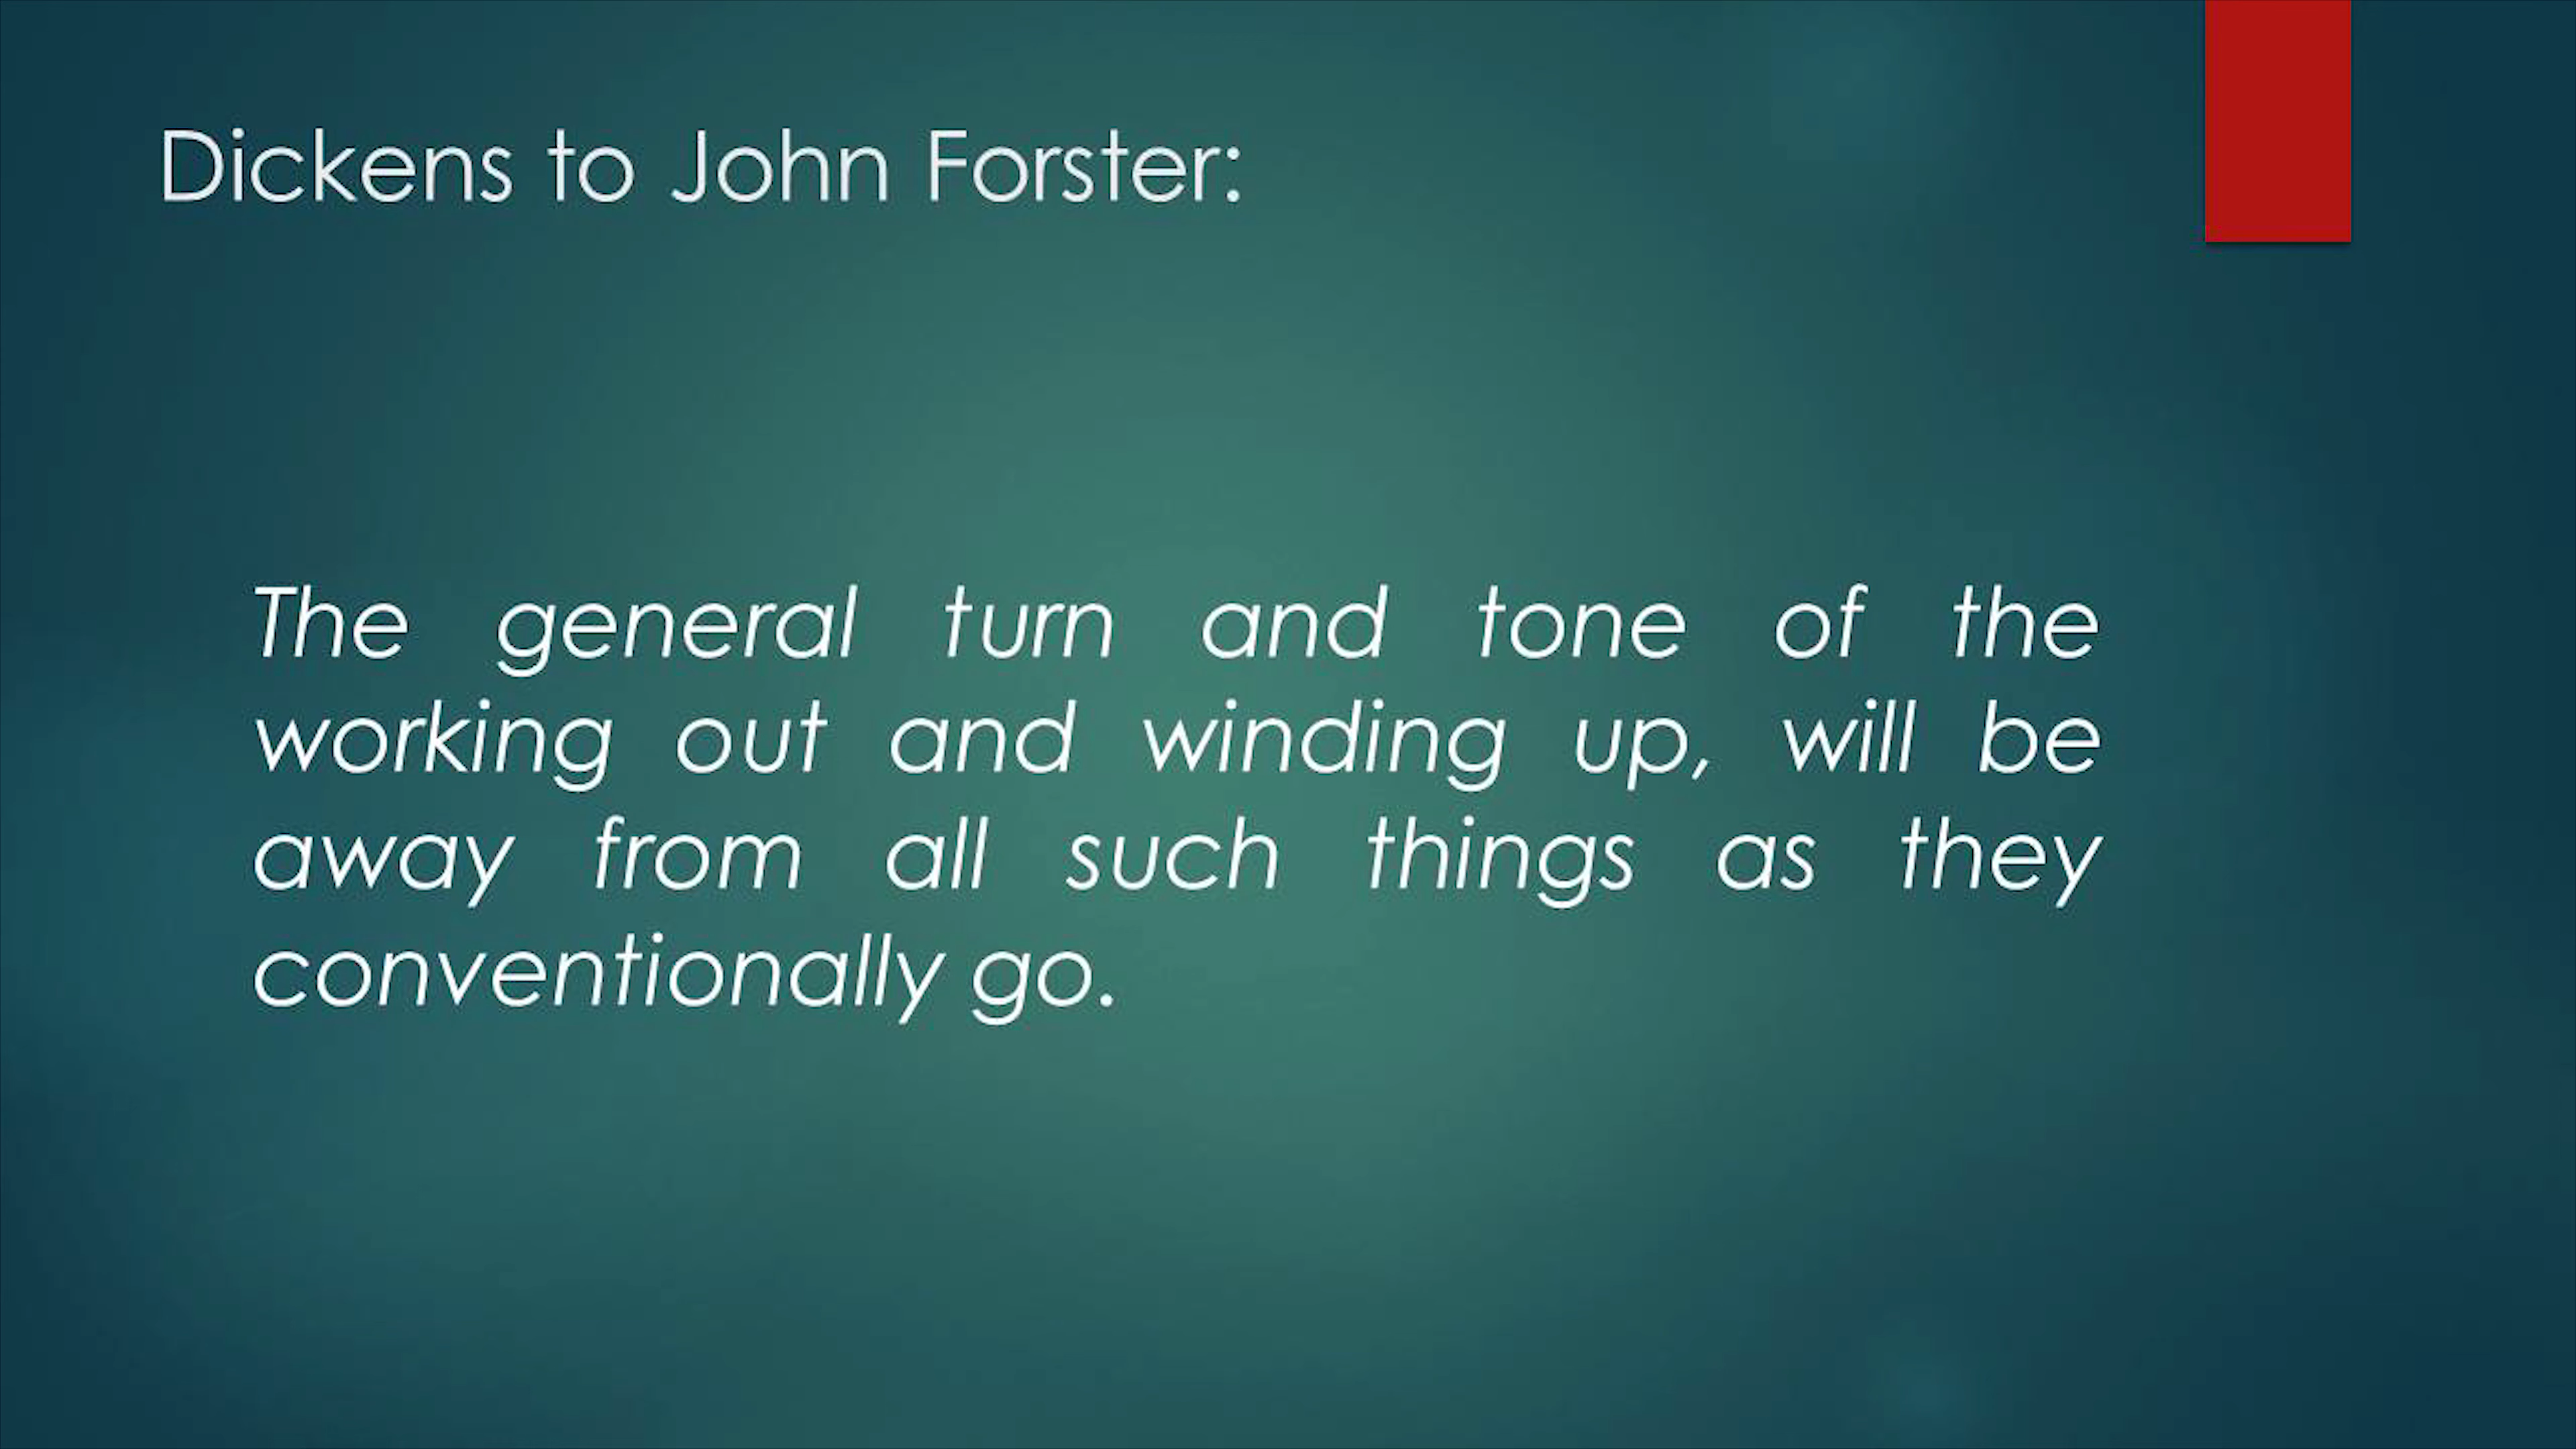 Dickens to John Forster:
The general turn and tone of the
working out and winding up, will be
away from all such things as they
conventionally go.